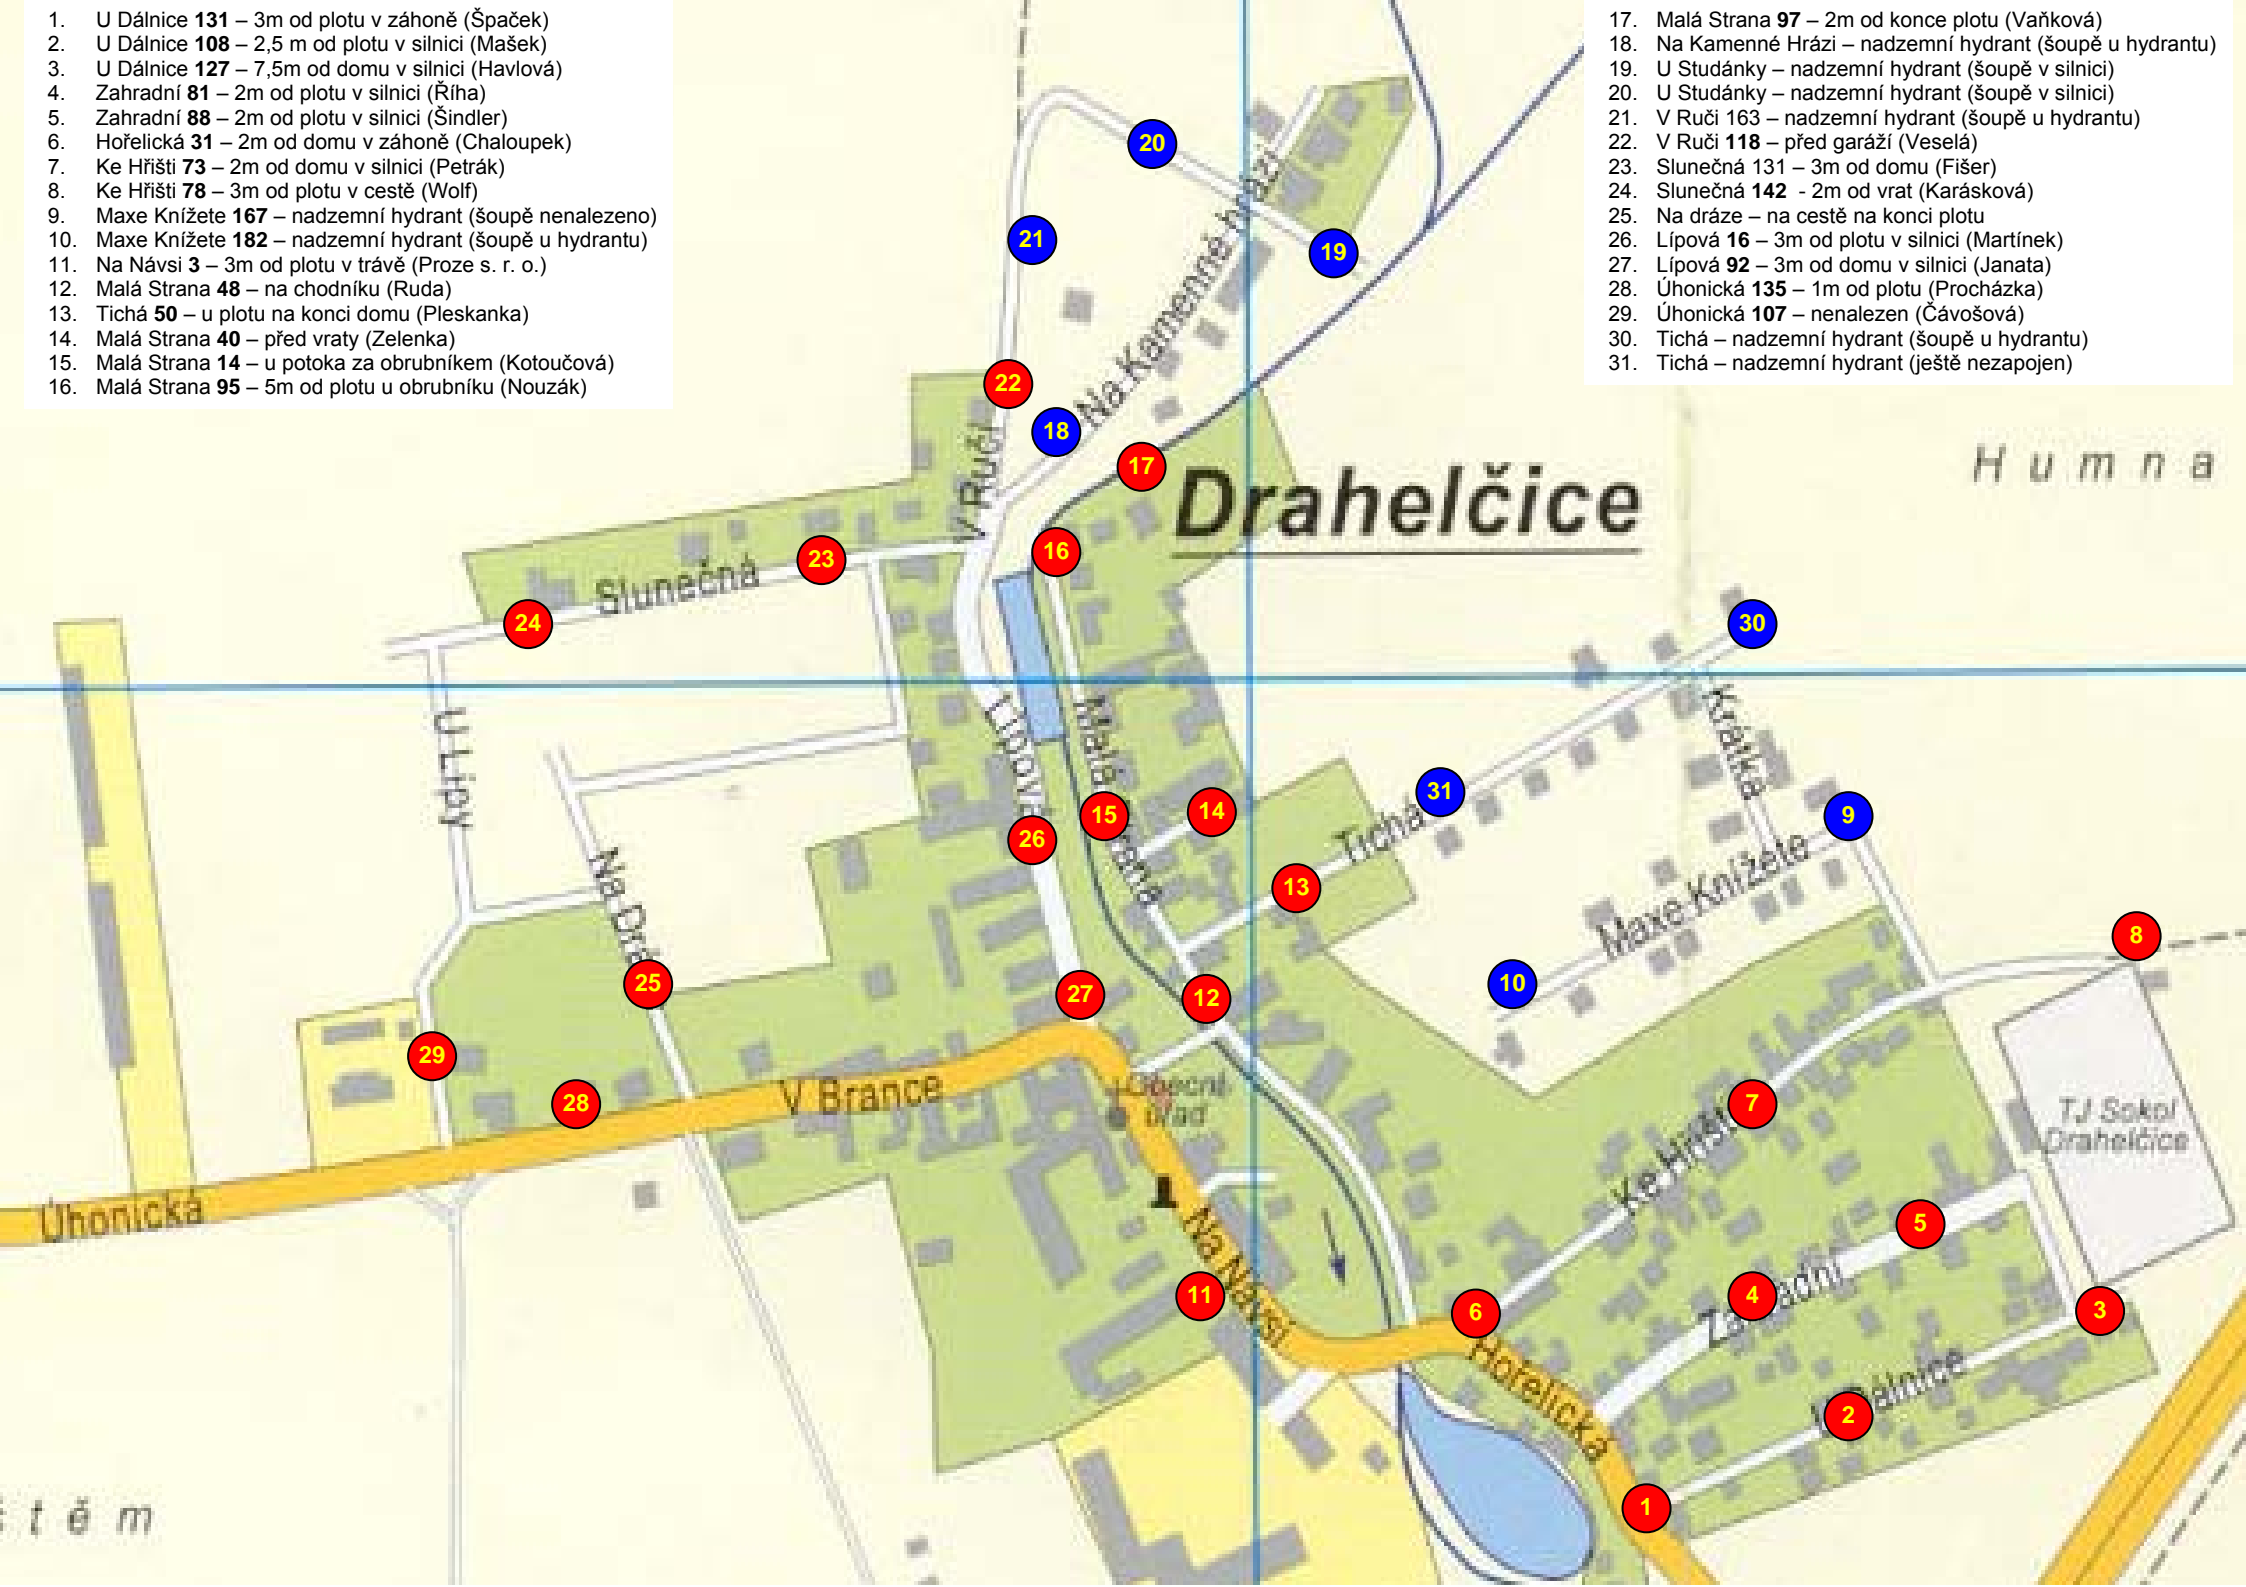 1. U Dálnice 131 – 3m od plotu v záhoně (Špaček)
2. U Dálnice 108 – 2,5 m od plotu v silnici (Mašek)
3. U Dálnice 127 – 7,5m od domu v silnici (Havlová)
4. Zahradní 81 – 2m od plotu v silnici (Říha)
5. Zahradní 88 – 2m od plotu v silnici (Šindler)
6. Hořelická 31 – 2m od domu v záhoně (Chaloupek)
7. Ke Hřišti 73 – 2m od domu v silnici (Petrák)
8. Ke Hřišti 78 – 3m od plotu v cestě (Wolf)
9. Maxe Knížete 167 – nadzemní hydrant (šoupě nenalezeno)
10. Maxe Knížete 182 – nadzemní hydrant (šoupě u hydrantu)
11. Na Návsi 3 – 3m od plotu v trávě (Proze s. r. o.)
12. Malá Strana 48 – na chodníku (Ruda)
13. Tichá 50 – u plotu na konci domu (Pleskanka)
14. Malá Strana 40 – před vraty (Zelenka)
15. Malá Strana 14 – u potoka za obrubníkem (Kotoučová)
16. Malá Strana 95 – 5m od plotu u obrubníku (Nouzák)
17. Malá Strana 97 – 2m od konce plotu (Vaňková)
18. Na Kamenné Hrázi – nadzemní hydrant (šoupě u hydrantu)
19. U Studánky – nadzemní hydrant (šoupě v silnici)
20. U Studánky – nadzemní hydrant (šoupě v silnici)
21. V Ruči 163 – nadzemní hydrant (šoupě u hydrantu)
22. V Ruči 118 – před garáží (Veselá)
23. Slunečná 131 – 3m od domu (Fišer)
24. Slunečná 142 - 2m od vrat (Karásková)
25. Na dráze – na cestě na konci plotu
26. Lípová 16 – 3m od plotu v silnici (Martínek)
27. Lípová 92 – 3m od domu v silnici (Janata)
28. Úhonická 135 – 1m od plotu (Procházka)
29. Úhonická 107 – nenalezen (Čávošová)
30. Tichá – nadzemní hydrant (šoupě u hydrantu)
31. Tichá – nadzemní hydrant (ještě nezapojen)
20
21
19
Na Kamenné hrázi
22
18
V Ruči
17
Drahelčice
Humna
16
23
Slunečná
24
30
U Lípy
Lípová
Malá
Krátká
31
15
14
9
26
Tichá
Na
13
Maxe Knížete
8
25
10
27
12
29
V Brance
Obecní
úřad
28
7
TJ Sokol
Drahelčice
Ke Hřišti
Úhonická
5
Na Návsi
11
4
Zahradní
6
3
Hořelická
2
Dálnice
1
těm